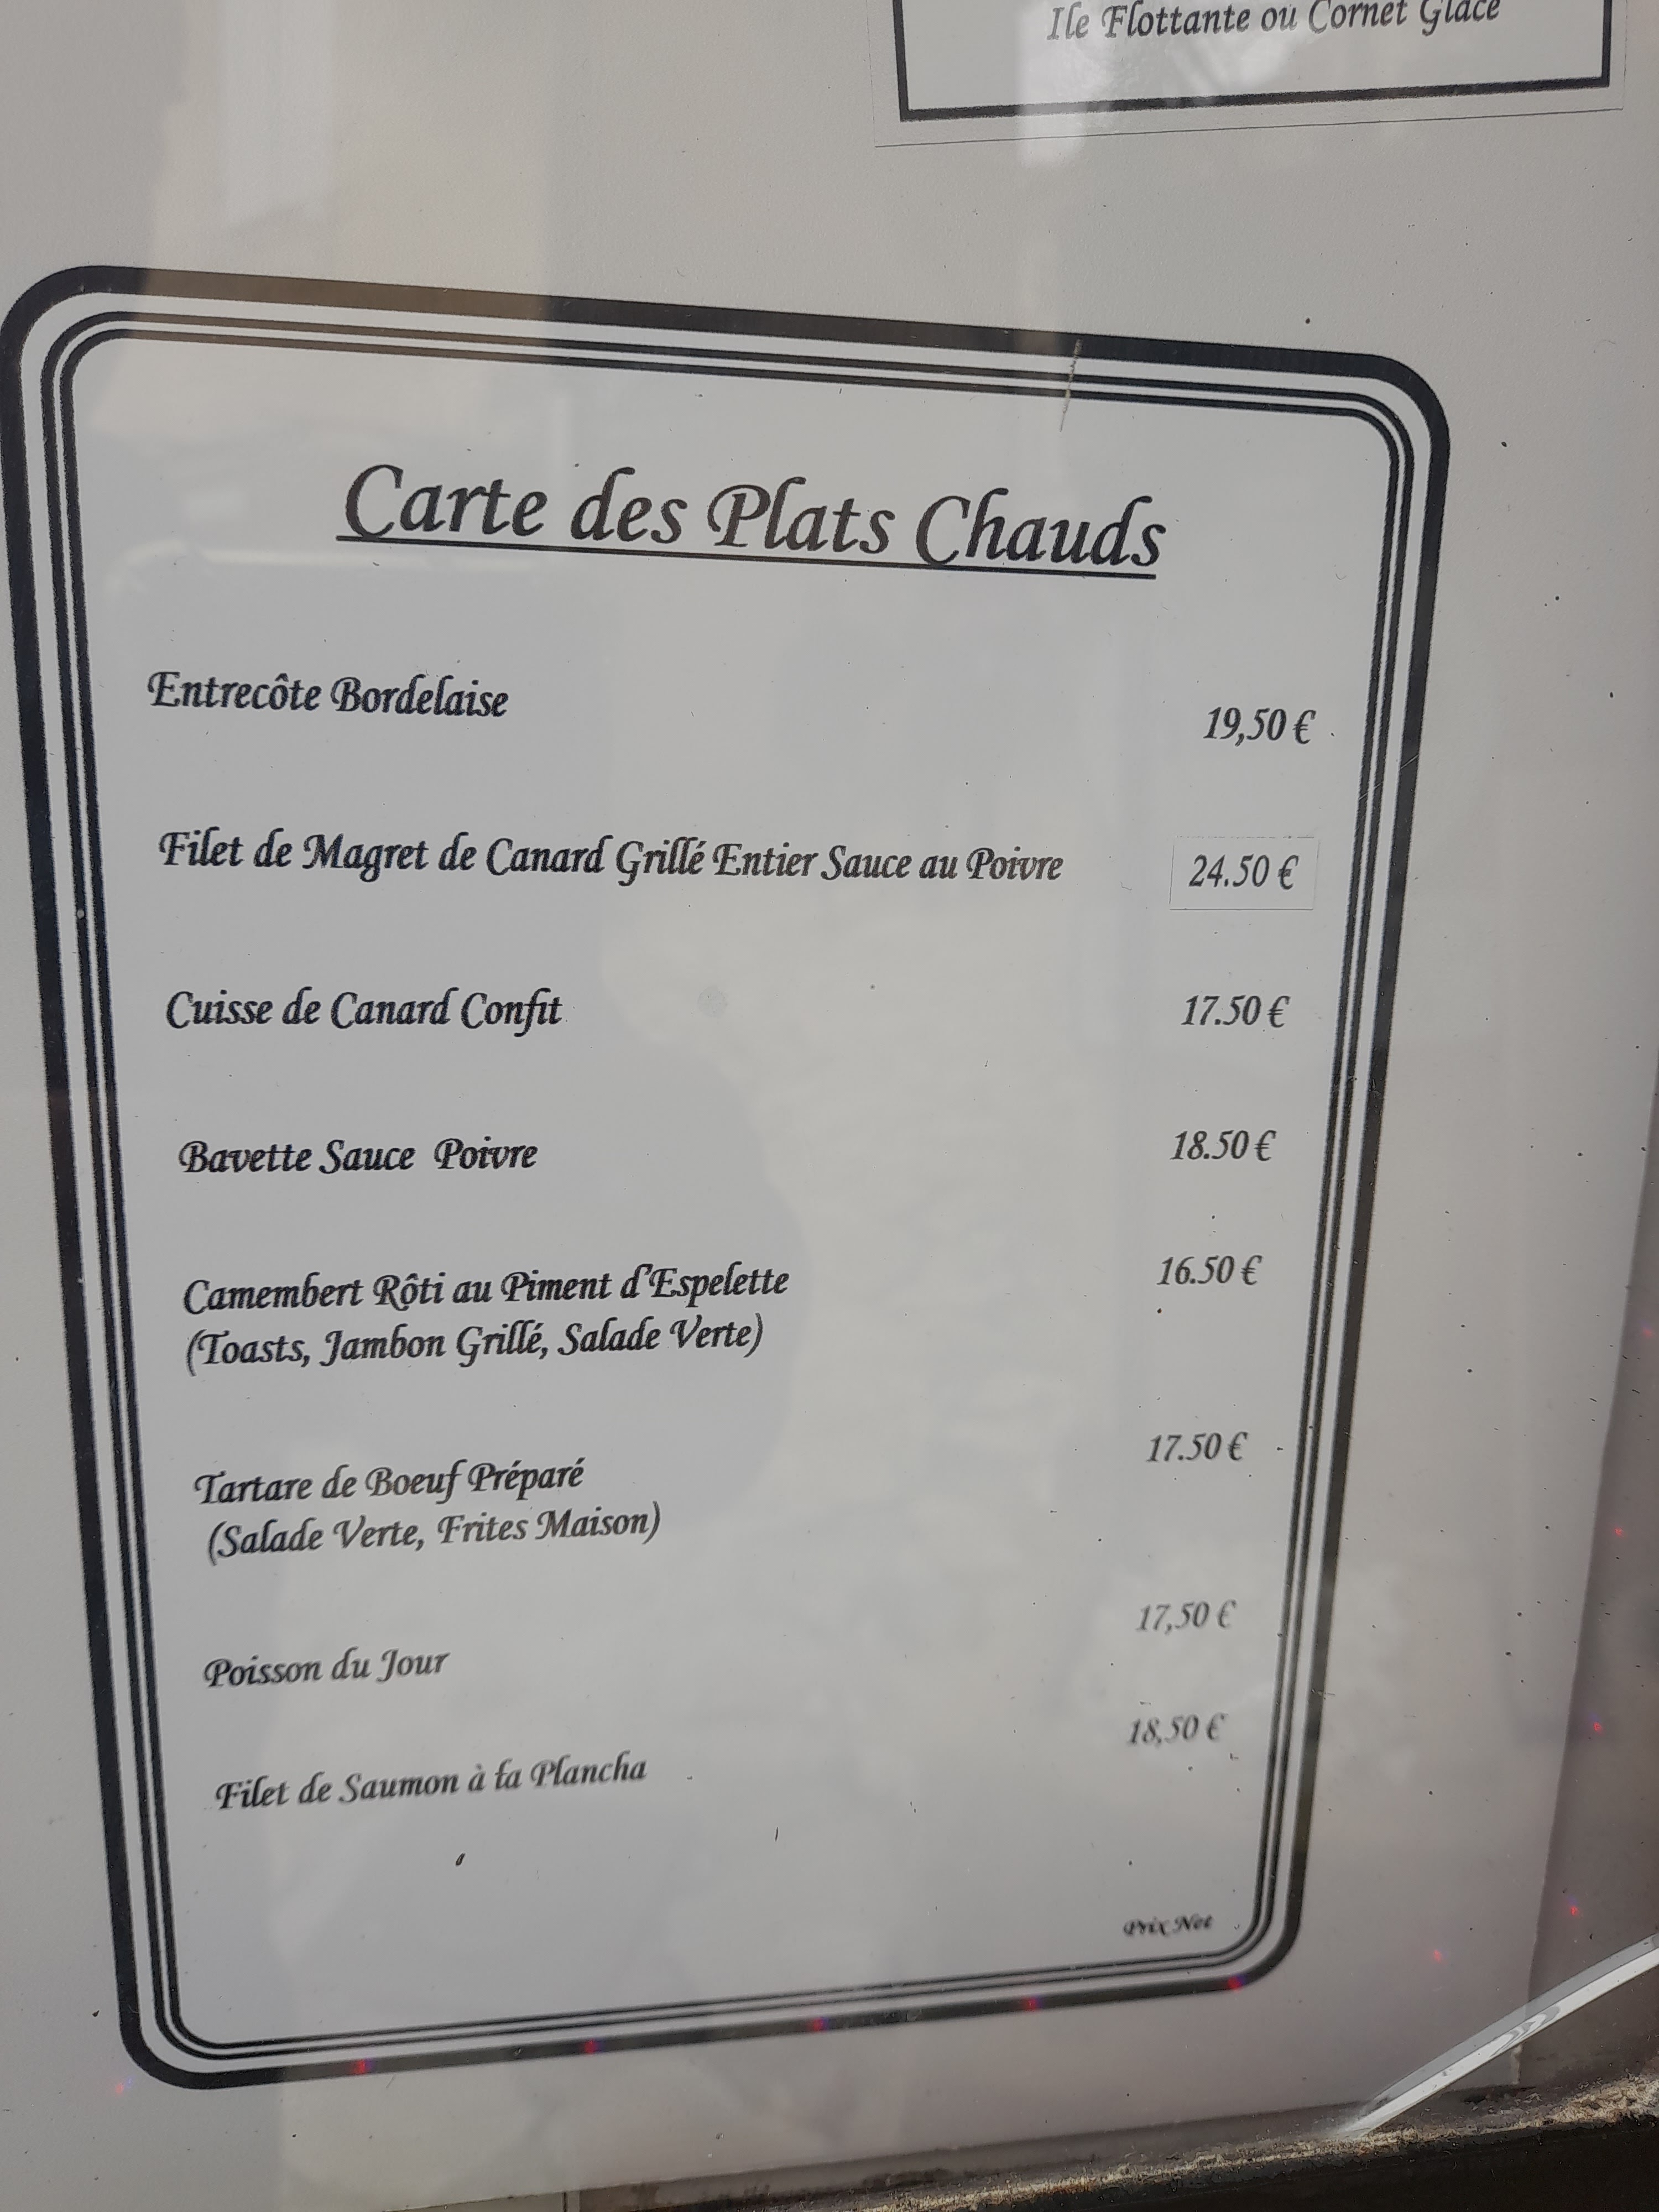 Ile Flottante ou Cornet Glacé
Carte des Plats Chauds
Entrecôte Bordelaise 19,50 €
Filet de Magret de Canard Grillé Entier Sauce au Poivre 24.50 €
Cuisse de Canard Confit 17.50 €
Bavette Sauce Poivre 18.50 €
Camembert Rôti au Piment d'Espelette 16.50 €
(Toasts, Jambon Grillé, Salade Verte)
Tartare de Boeuf Préparé 17.50 €
(Salade Verte, Frites Maison)
Poisson du Jour 17,50 €
Filet de Saumon à la Plancha 18,50 €
Prix Net